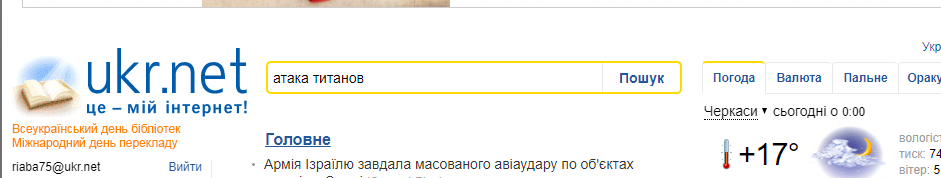 Укр
ukr.net
це – мій інтернет!
атака титанов
Пошук
Погода
Валюта
Пальне
Ораку
Черкаси ▼ сьогодні о 0:00
Всеукраїнський день бібліотек
Міжнародний день перекладу
Головне
+17°
вологіст
тиск: 74
вітер: 5
riaba75@ukr.net
Вийти
• Армія Ізраїлю завдала масованого авіаудару по об'єктах